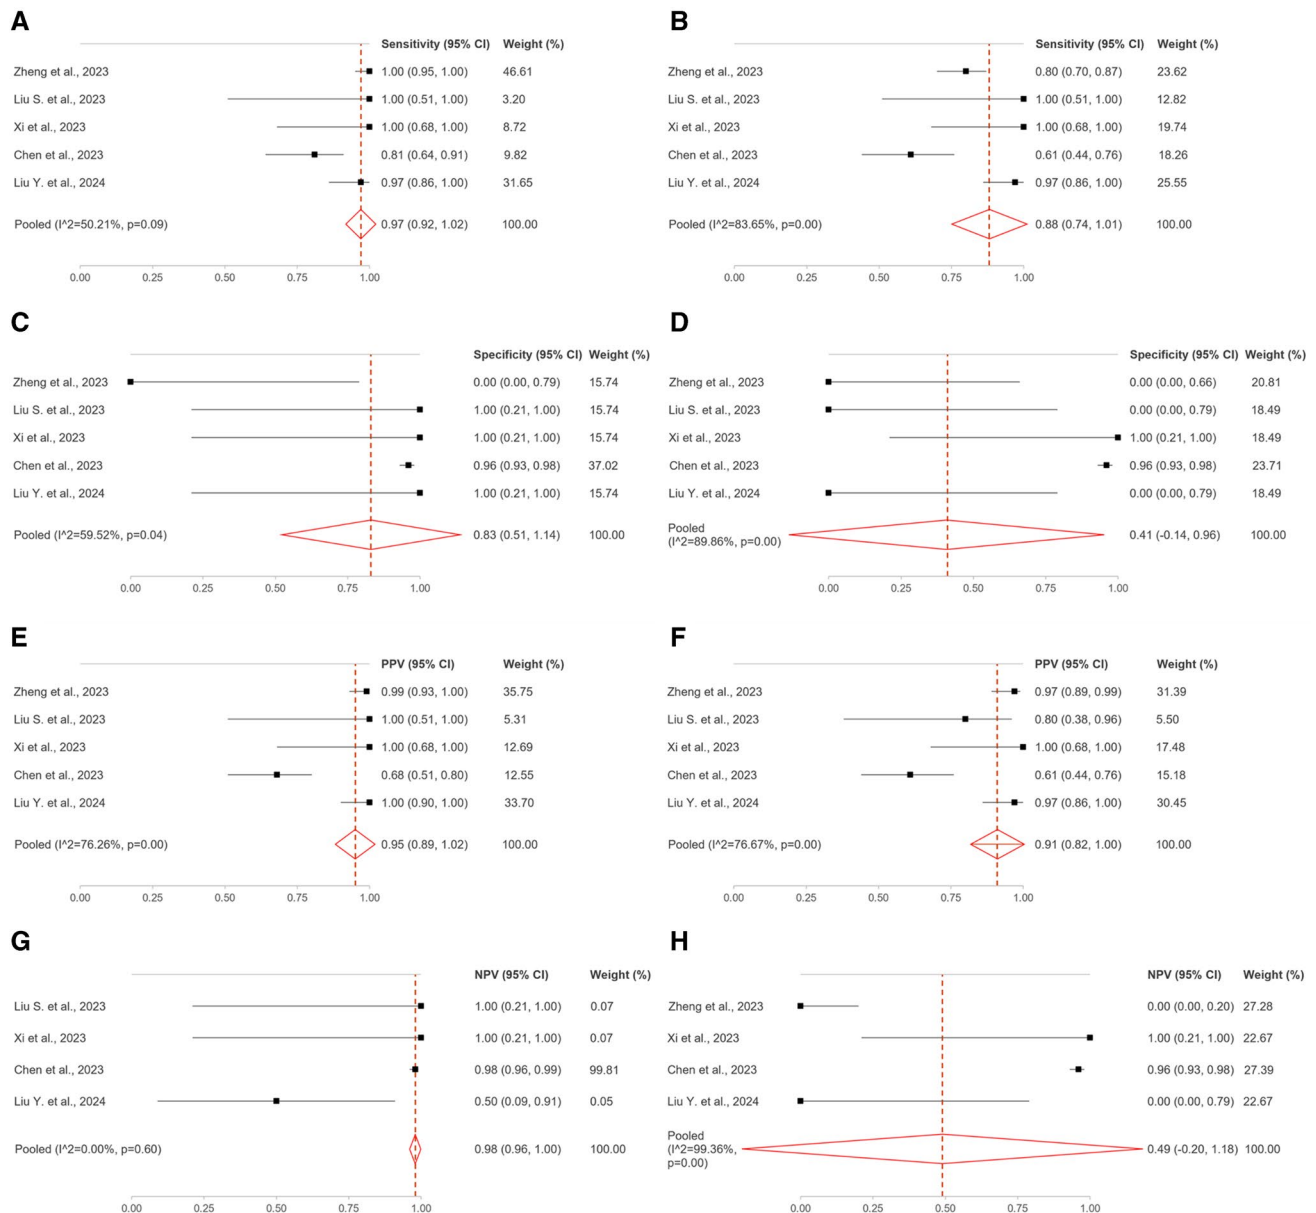 A
Sensitivity (95% CI) Weight (%)
Zheng et al., 2023 1.00 (0.95, 1.00) 46.61
Liu S. et al., 2023 1.00 (0.51, 1.00) 3.20
Xi et al., 2023 1.00 (0.68, 1.00) 8.72
Chen et al., 2023 0.81 (0.64, 0.91) 9.82
Liu Y. et al., 2024 0.97 (0.86, 1.00) 31.65
Pooled (I^2=50.21%, p=0.09) 0.97 (0.92, 1.02) 100.00
0.00 0.25 0.50 0.75 1.00
B
Sensitivity (95% CI) Weight (%)
Zheng et al., 2023 0.80 (0.70, 0.87) 23.62
Liu S. et al., 2023 1.00 (0.51, 1.00) 12.82
Xi et al., 2023 1.00 (0.68, 1.00) 19.74
Chen et al., 2023 0.61 (0.44, 0.76) 18.26
Liu Y. et al., 2024 0.97 (0.86, 1.00) 25.55
Pooled (I^2=83.65%, p=0.00) 0.88 (0.74, 1.01) 100.00
0.00 0.25 0.50 0.75 1.00
C
Specificity (95% CI) Weight (%)
Zheng et al., 2023 0.00 (0.00, 0.79) 15.74
Liu S. et al., 2023 1.00 (0.21, 1.00) 15.74
Xi et al., 2023 1.00 (0.21, 1.00) 15.74
Chen et al., 2023 0.96 (0.93, 0.98) 37.02
Liu Y. et al., 2024 1.00 (0.21, 1.00) 15.74
Pooled (I^2=59.52%, p=0.04) 0.83 (0.51, 1.14) 100.00
0.00 0.25 0.50 0.75 1.00
D
Specificity (95% CI) Weight (%)
Zheng et al., 2023 0.00 (0.00, 0.66) 20.81
Liu S. et al., 2023 0.00 (0.00, 0.79) 18.49
Xi et al., 2023 1.00 (0.21, 1.00) 18.49
Chen et al., 2023 0.96 (0.93, 0.98) 23.71
Liu Y. et al., 2024 0.00 (0.00, 0.79) 18.49
Pooled
(I^2=89.86%, p=0.00) 0.41 (-0.14, 0.96) 100.00
0.00 0.25 0.50 0.75 1.00
E
PPV (95% CI) Weight (%)
Zheng et al., 2023 0.99 (0.93, 1.00) 35.75
Liu S. et al., 2023 1.00 (0.51, 1.00) 5.31
Xi et al., 2023 1.00 (0.68, 1.00) 12.69
Chen et al., 2023 0.68 (0.51, 0.80) 12.55
Liu Y. et al., 2024 1.00 (0.90, 1.00) 33.70
Pooled (I^2=76.26%, p=0.00) 0.95 (0.89, 1.02) 100.00
0.00 0.25 0.50 0.75 1.00
F
PPV (95% CI) Weight (%)
Zheng et al., 2023 0.97 (0.89, 0.99) 31.39
Liu S. et al., 2023 0.80 (0.38, 0.96) 5.50
Xi et al., 2023 1.00 (0.68, 1.00) 17.48
Chen et al., 2023 0.61 (0.44, 0.76) 15.18
Liu Y. et al., 2024 0.97 (0.86, 1.00) 30.45
Pooled (I^2=76.67%, p=0.00) 0.91 (0.82, 1.00) 100.00
0.00 0.25 0.50 0.75 1.00
G
NPV (95% CI) Weight (%)
Liu S. et al., 2023 1.00 (0.21, 1.00) 0.07
Xi et al., 2023 1.00 (0.21, 1.00) 0.07
Chen et al., 2023 0.98 (0.96, 0.99) 99.81
Liu Y. et al., 2024 0.50 (0.09, 0.91) 0.05
Pooled (I^2=0.00%, p=0.60) 0.98 (0.96, 1.00) 100.00
0.00 0.25 0.50 0.75 1.00
H
NPV (95% CI) Weight (%)
Zheng et al., 2023 0.00 (0.00, 0.20) 27.28
Xi et al., 2023 1.00 (0.21, 1.00) 22.67
Chen et al., 2023 0.96 (0.93, 0.98) 27.39
Liu Y. et al., 2024 0.00 (0.00, 0.79) 22.67
Pooled
(I^2=99.36%, 0.49 (-0.20, 1.18) 100.00
p=0.00)
0.00 0.25 0.50 0.75 1.00